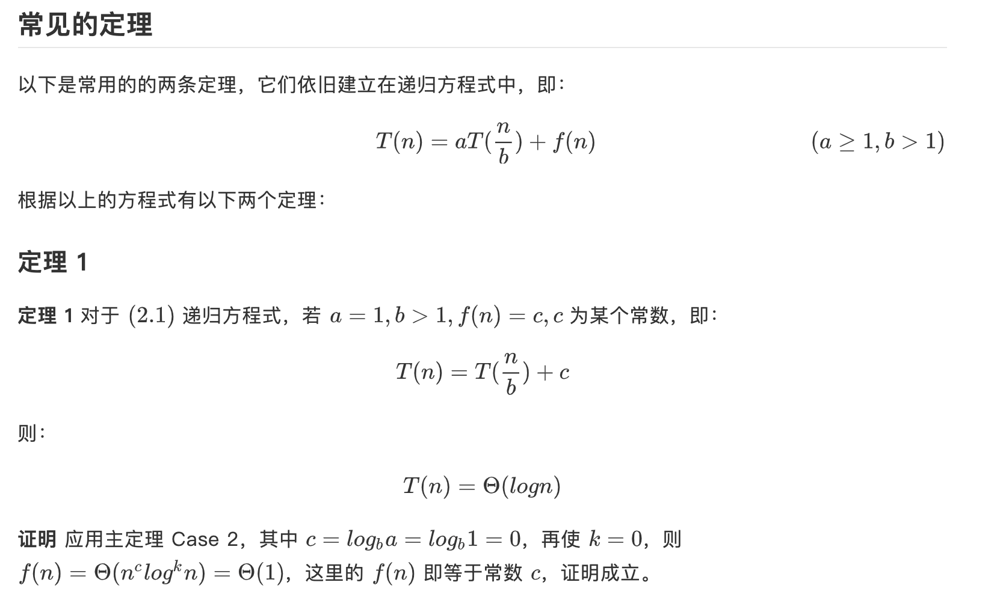 常见的定理
以下是常用的的两条定理，它们依旧建立在递归方程式中，即：
T(n) = aT(\frac{n}{b}) + f(n) (a ≥ 1, b > 1)
根据以上的方程式有以下两个定理：
定理 1
定理 1 对于 (2.1) 递归方程式，若 a = 1, b > 1, f(n) = c, c 为某个常数，即：
T(n) = T(\frac{n}{b}) + c
则：
T(n) = Θ(logn)
证明 应用主定理 Case 2，其中 c = log_b a = log_b 1 = 0，再使 k = 0，则
f(n) = Θ(n^c log^k n) = Θ(1)，这里的 f(n) 即等于常数 c，证明成立。